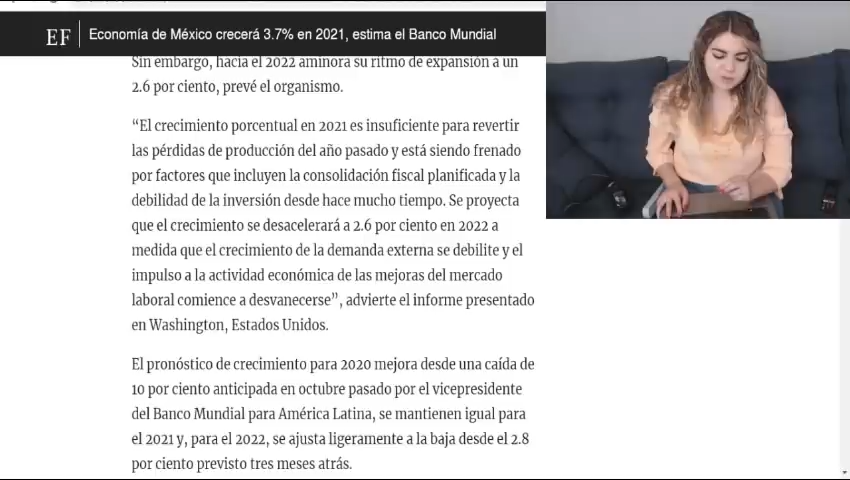 EF
Economía de México crecerá 3.7% en 2021, estima el Banco Mundial
Sin embargo, hacia el 2022 aminora su ritmo de expansión a un
2.6 por ciento, prevé el organismo.
“El crecimiento porcentual en 2021 es insuficiente para revertir
las pérdidas de producción del año pasado y está siendo frenado
por factores que incluyen la consolidación fiscal planificada y la
debilidad de la inversión desde hace mucho tiempo. Se proyecta
que el crecimiento se desacelerará a 2.6 por ciento en 2022 a
medida que el crecimiento de la demanda externa se debilite y el
impulso a la actividad económica de las mejoras del mercado
laboral comience a desvanecerse”, advierte el informe presentado
en Washington, Estados Unidos.
El pronóstico de crecimiento para 2020 mejora desde una caída de
10 por ciento anticipada en octubre pasado por el vicepresidente
del Banco Mundial para América Latina, se mantienen igual para
el 2021 y, para el 2022, se ajusta ligeramente a la baja desde el 2.8
por ciento previsto tres meses atrás.